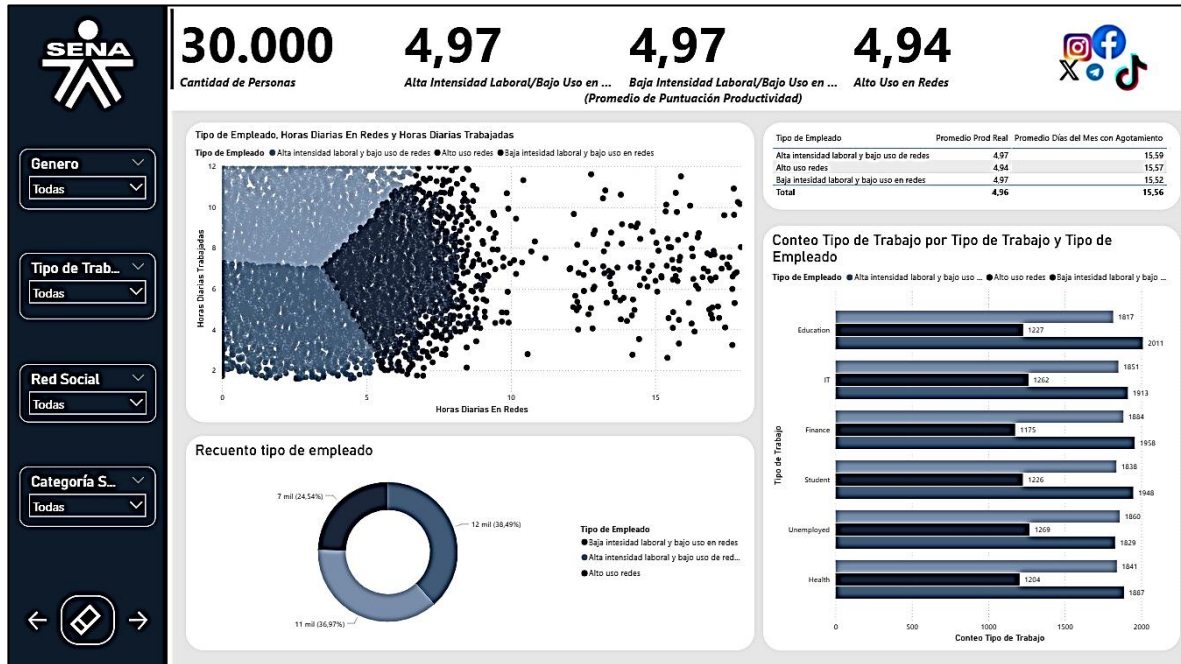 SENA
Genero
Todas
Tipo de Trab...
Todas
Red Social
Todas
Categoría S...
Todas
30.000
Cantidad de Personas
4,97
Alta Intensidad Laboral/Bajo Uso en ...
4,97
Baja Intensidad Laboral/Bajo Uso en ...
4,94
Alto Uso en Redes
(Promedio de Puntuación Productividad)
Tipo de Empleado, Horas Diarias En Redes y Horas Diarias Trabajadas
Tipo de Empleado Alta intensidad laboral y bajo uso de redes Alto uso redes Baja intesidad laboral y bajo uso en redes
Horas Diarias Trabajadas
12
10
8
6
4
2
0 5 10 15
Horas Diarias En Redes
Tipo de Empleado Promedio Prod Real Promedio Días del Mes con Agotamiento
Alta intensidad laboral y bajo uso de redes 4,97 15,59
Alto uso redes 4,94 15,57
Baja intesidad laboral y bajo uso en redes 4,97 15,52
Total 4,96 15,56
Recuento tipo de empleado
7 mil (24,54%)
12 mil (38,49%)
11 mil (36,97%)
Tipo de Empleado
Baja intesidad laboral y bajo uso en redes
Alta intensidad laboral y bajo uso de red...
Alto uso redes
Conteo Tipo de Trabajo por Tipo de Trabajo y Tipo de
Empleado
Tipo de Empleado Alta intensidad laboral y bajo uso ... Alto uso redes Baja intesidad laboral y bajo ...
Tipo de Trabajo
1817
Education 1227
2011
1851
IT 1262
1913
1884
Finance 1175
1958
1838
Student 1226
1948
1860
Unemployed 1269
1829
1841
Health 1204
1887
0 500 1000 1500 2000
Conteo Tipo de Trabajo